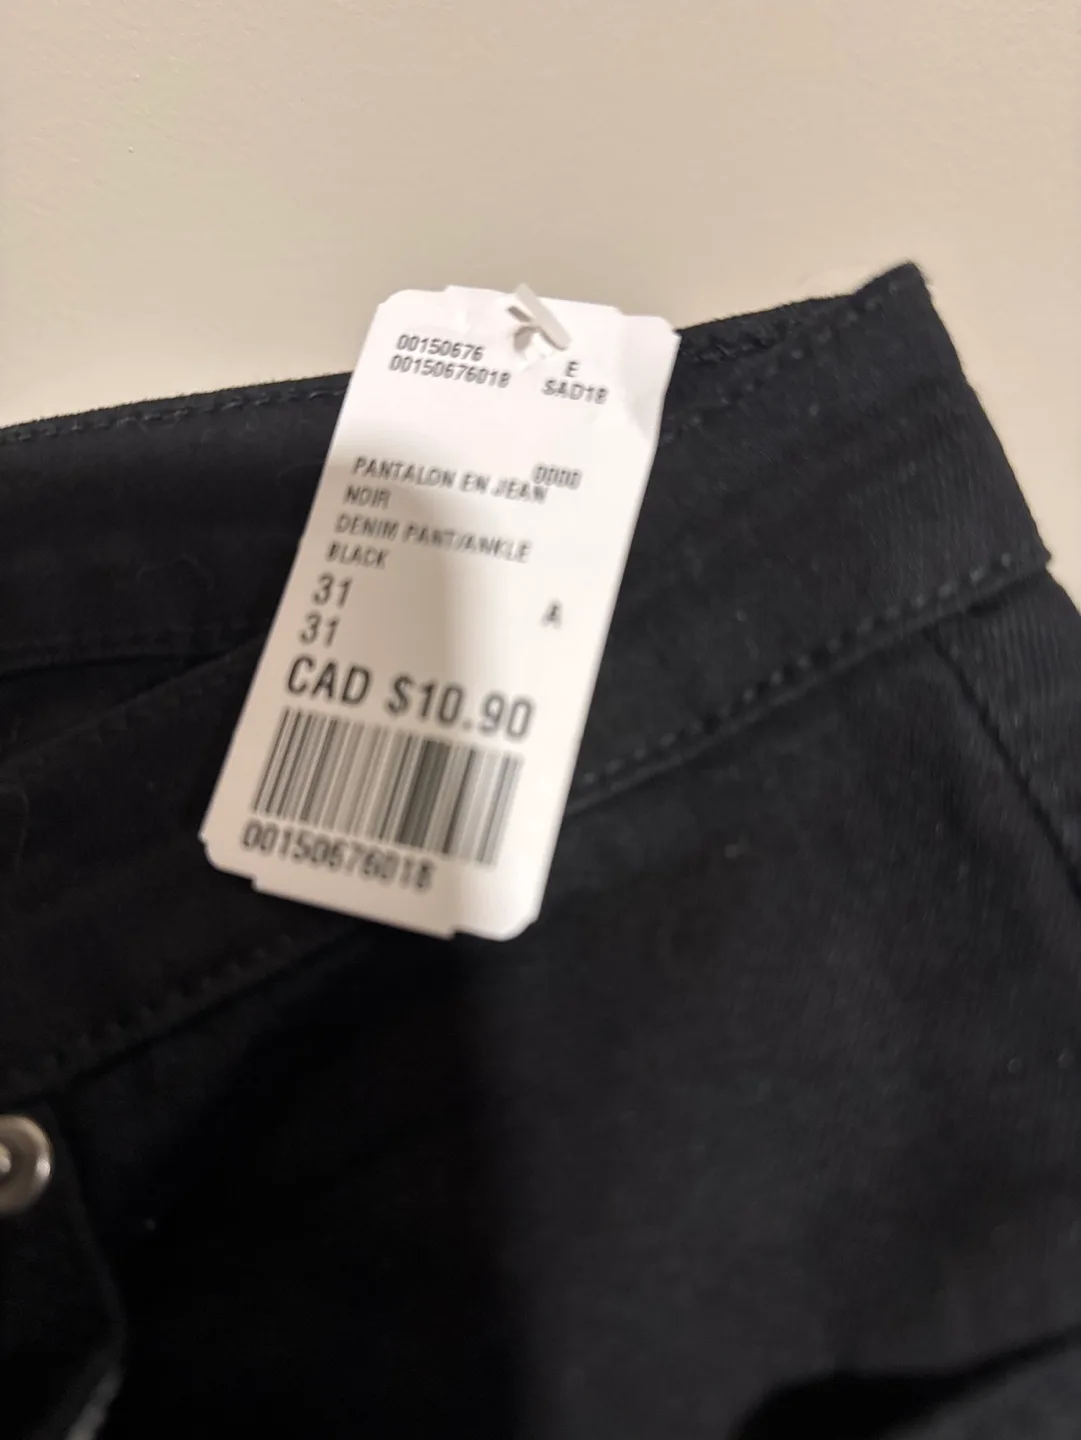 00150676
00150676018
E
SAD18
0000
PANTALON EN JEAN
NOIR
DENIM PANT/ANKLE
BLACK
31
31
A
CAD $10.90
00150676018